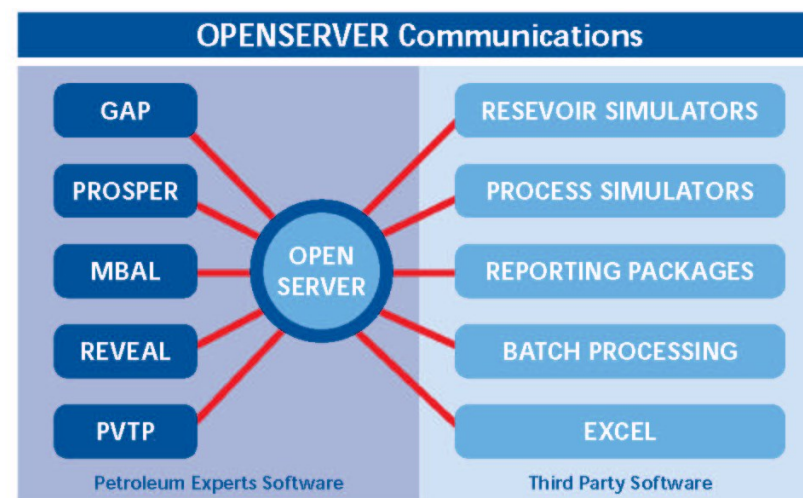 OPENSERVER Communications
GAP
PROSPER
MBAL
REVEAL
PVTP
OPEN
SERVER
RESEVOIR SIMULATORS
PROCESS SIMULATORS
REPORTING PACKAGES
BATCH PROCESSING
EXCEL
Petroleum Experts Software
Third Party Software